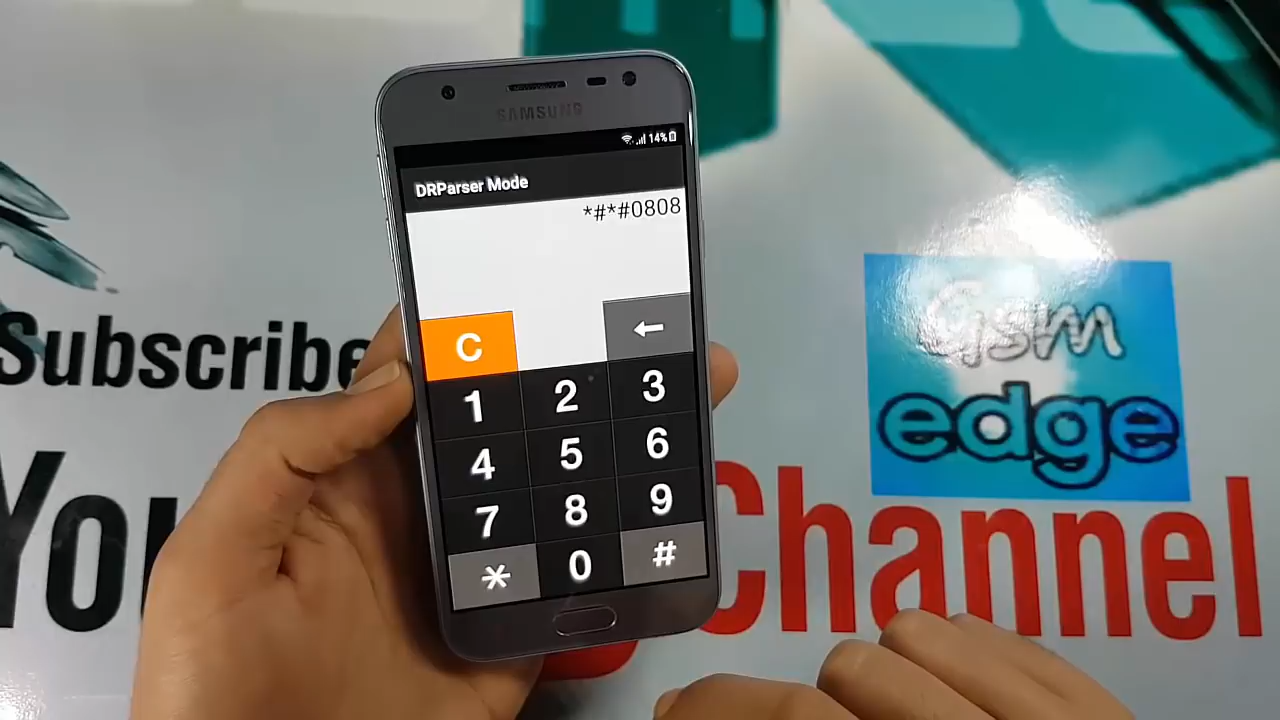 SAMSUNG
14%
DRParser Mode
*#*#0808
C ←
1 2 3
4 5 6
7 8 9
* 0 #
Subscribe
Gsm
edge
Channel